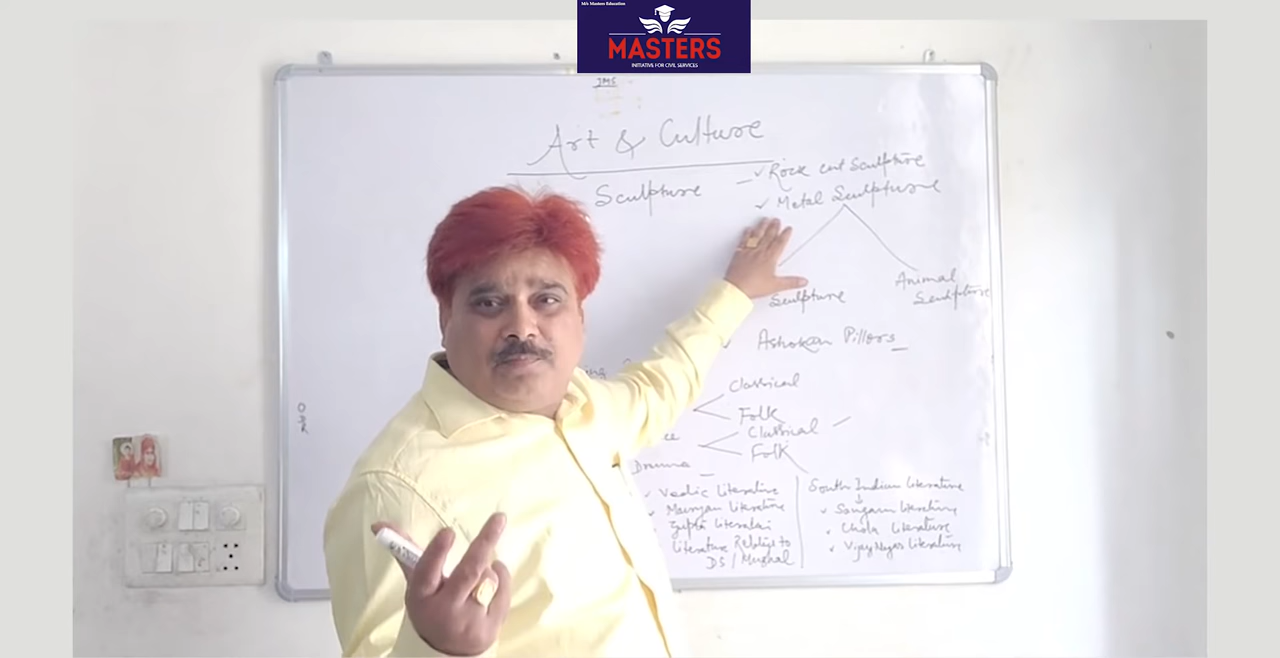 M/s Masters Education
MASTERS
INITIATIVE FOR CIVIL SERVICES
Art & Culture
Sculpture
- ✓ Rock cut Sculpture
✓ Metal Sculpture
Sculpture
Animal
Sculpture
Ashokan Pillors
Classical
Folk
Classical
Folk
Drama
✓ Vedic Literature
✓ Mauryan Literature
Gupta Literature
Literature Relating to
DS / Mughal
South Indian Literature
✓ Sangam literature
✓ Chola Literature
✓ Vijay Nagar Literature